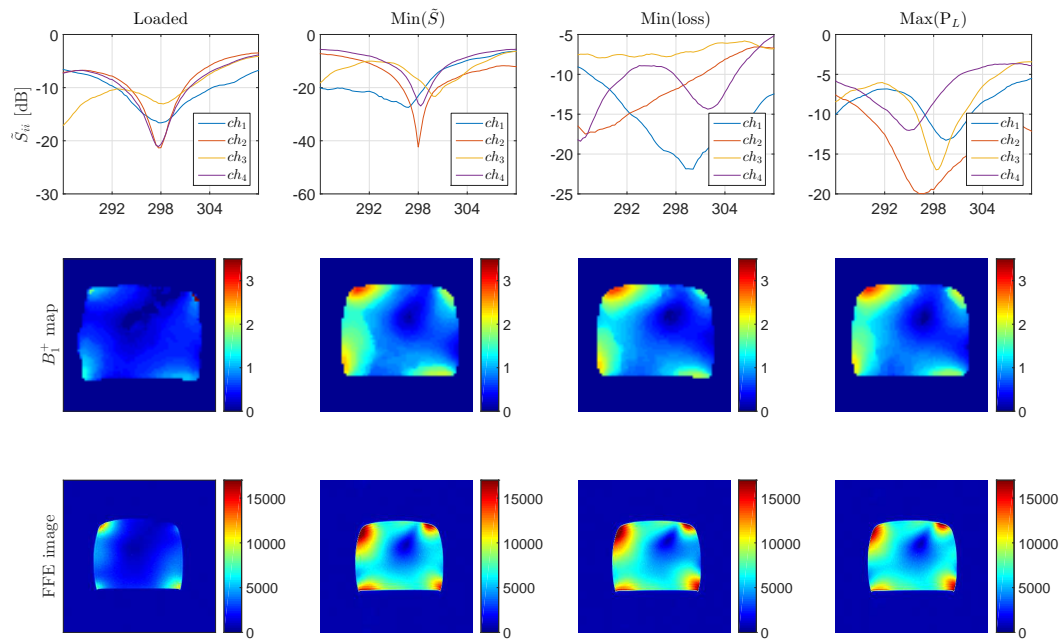 Loaded
Min(S̃)
Min(loss)
Max(P_L)
S̃_ii [dB]
0
-10
-20
-30
292 298 304
ch_1
ch_2
ch_3
ch_4
0
-20
-40
-60
292 298 304
ch_1
ch_2
ch_3
ch_4
-5
-10
-15
-20
-25
292 298 304
ch_1
ch_2
ch_3
ch_4
0
-5
-10
-15
-20
292 298 304
ch_1
ch_2
ch_3
ch_4
B_1^+ map
3
2
1
0
3
2
1
0
3
2
1
0
3
2
1
0
FFE image
15000
10000
5000
0
15000
10000
5000
0
15000
10000
5000
0
15000
10000
5000
0